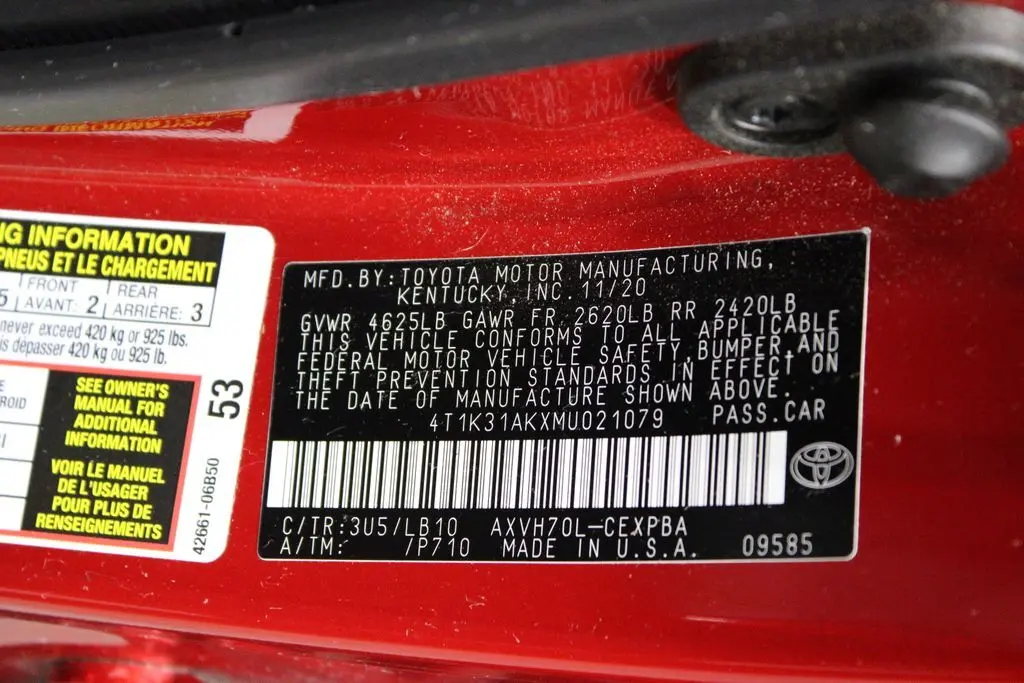 NG INFORMATION
PNEUS ET LE CHARGEMENT
5 FRONT REAR
AVANT: 2 ARRIÈRE: 3
never exceed 420 kg or 925 lbs.
is dépasser 420 kg ou 925 lb.
SEE OWNER'S
MANUAL FOR
ADDITIONAL
INFORMATION
VOIR LE MANUEL
DE L'USAGER
POUR PLUS DE
RENSEIGNEMENTS
53
42661-06B50
MFD.BY:TOYOTA MOTOR MANUFACTURING,
KENTUCKY, INC.11/20
GVWR 4625LB GAWR FR 2620LB RR 2420LB
THIS VEHICLE CONFORMS TO ALL APPLICABLE
FEDERAL MOTOR VEHICLE SAFETY,BUMPER,AND
THEFT PREVENTION STANDARDS IN EFFECT ON
THE DATE OF MANUFACTURE SHOWN ABOVE.
4T1K31AKXMU021079 PASS.CAR
C/TR:3U5/LB10 AXVH70L-CEXPBA
A/TM: /P710 MADE IN U.S.A. 09585